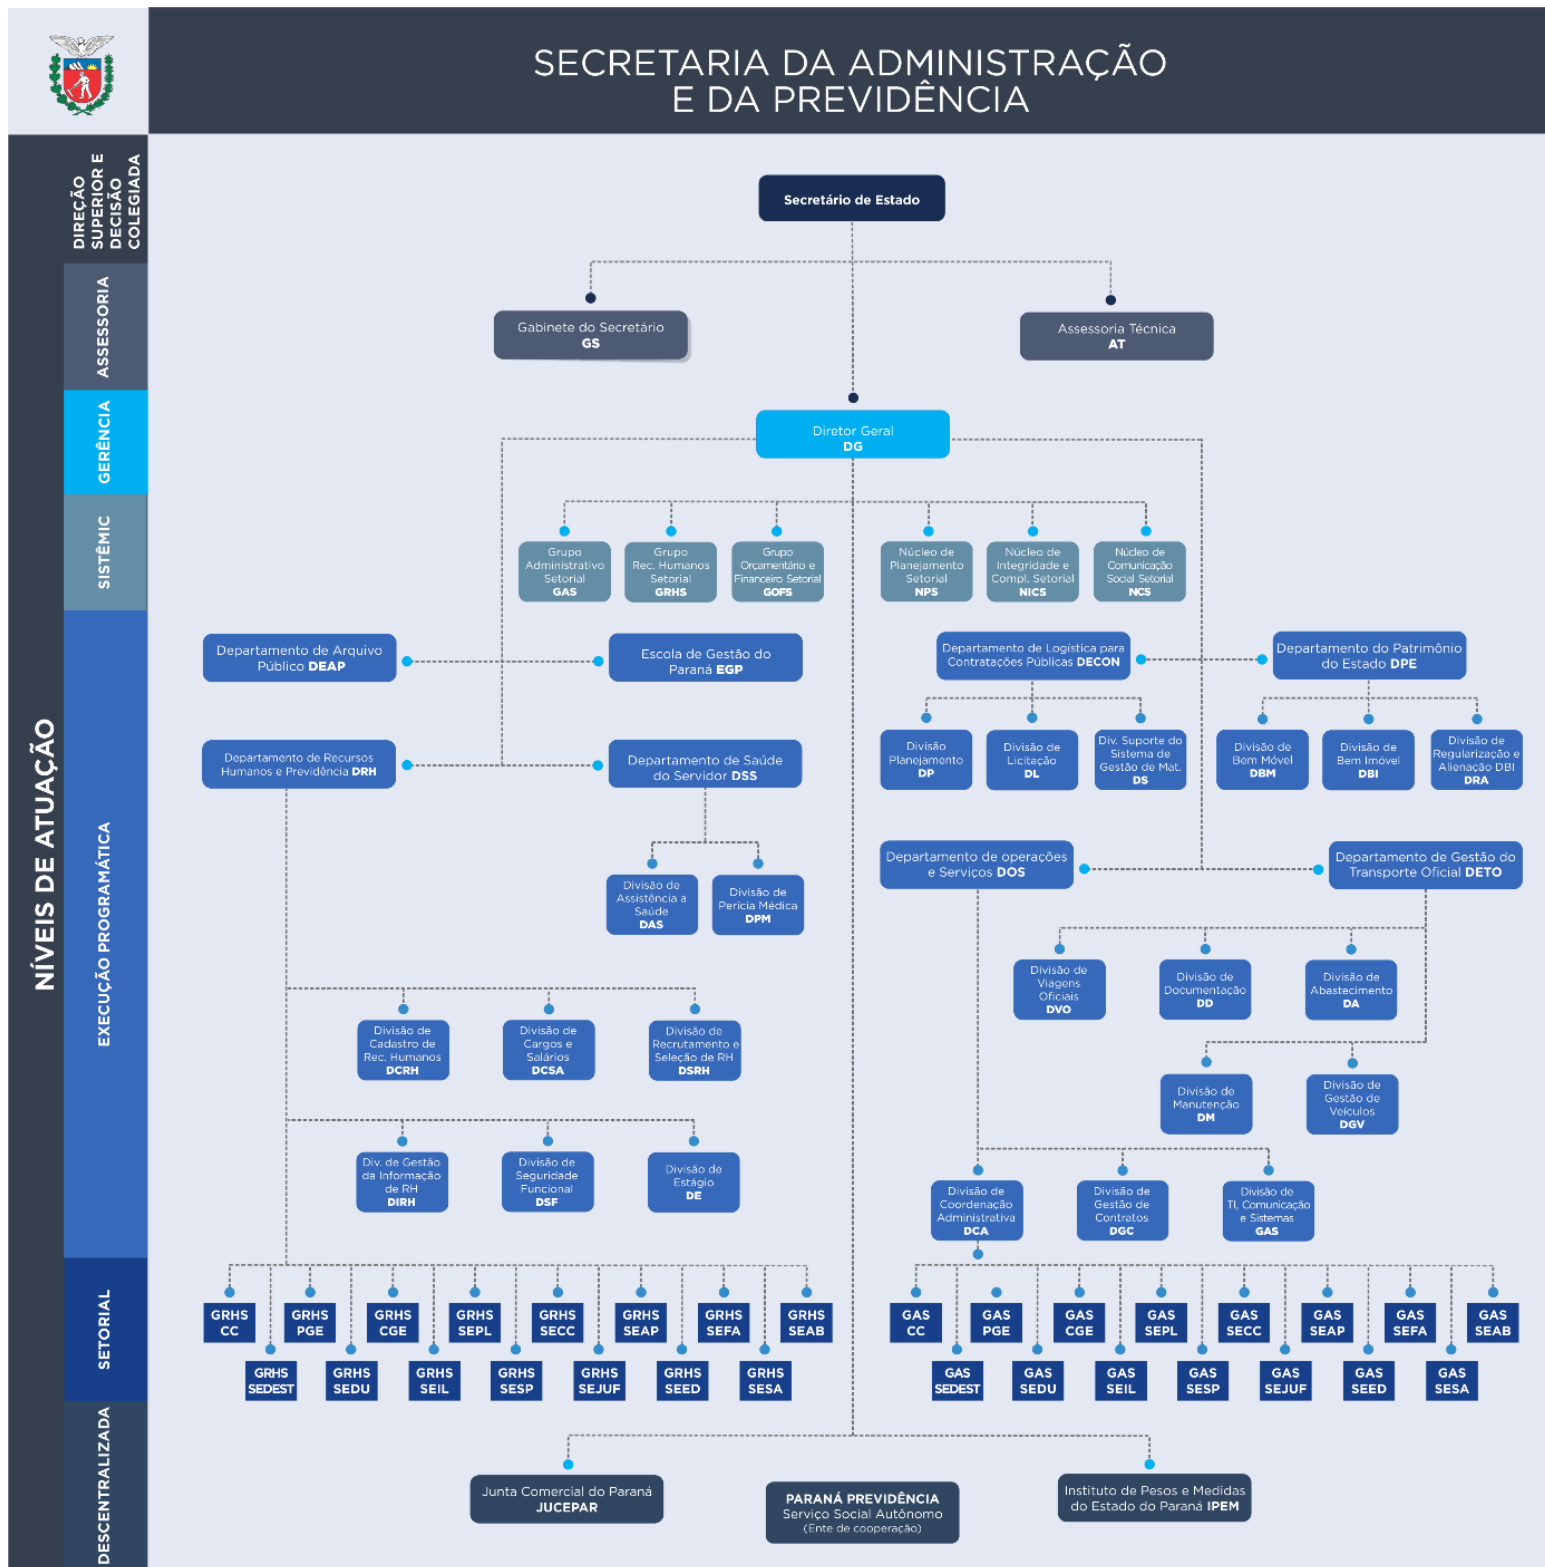 SECRETARIA DA ADMINISTRAÇÃO
E DA PREVIDÊNCIA
NÍVEIS DE ATUAÇÃO
DIREÇÃO
SUPERIOR E
DECISÃO
COLEGIADA
Secretário de Estado
ASSESSORIA
Gabinete do Secretário
GS
Assessoria Técnica
AT
GERÊNCIA
Diretor Geral
DG
SISTÊMIC
Grupo
Administrativo
Setorial
GAS
Grupo
Rec. Humanos
Setorial
GRHS
Grupo
Orçamentário e
Financeiro Setorial
GOFS
Núcleo de
Planejamento
Setorial
NPS
Núcleo de
Integridade e
Compl. Setorial
NICS
Núcleo de
Comunicação
Social Setorial
NCS
EXECUÇÃO PROGRAMÁTICA
Departamento de Arquivo
Público DEAP
Escola de Gestão do
Paraná EGP
Departamento de Logística para
Contratações Públicas DECON
Departamento do Patrimônio
do Estado DPE
Divisão
Planejamento
DP
Divisão de
Licitação
DL
Div. Suporte do
Sistema de
Gestão de Mat.
DS
Divisão de
Bem Móvel
DBM
Divisão de
Bem Imóvel
DBI
Divisão de
Regularização e
Alienação DBI
DRA
Departamento de Recursos
Humanos e Previdência DRH
Departamento de Saúde
do Servidor DSS
Divisão de
Assistência a
Saúde
DAS
Divisão de
Perícia Médica
DPM
Departamento de operações
e Serviços DOS
Departamento de Gestão do
Transporte Oficial DETO
Divisão de
Viagens
Oficiais
DVO
Divisão de
Documentação
DD
Divisão de
Abastecimento
DA
Divisão de
Cadastro de
Rec. Humanos
DCRH
Divisão de
Cargos e
Salários
DCSA
Divisão de
Recrutamento e
Seleção de RH
DSRH
Divisão de
Manutenção
DM
Divisão de
Gestão de
Veículos
DGV
Div. de Gestão
da Informação
de RH
DIRH
Divisão de
Seguridade
Funcional
DSF
Divisão de
Estágio
DE
Divisão de
Coordenação
Administrativa
DCA
Divisão de
Gestão de
Contratos
DGC
Divisão de
TI, Comunicação
e Sistemas
GAS
SETORIAL
GRHS
CC
GRHS
PGE
GRHS
CGE
GRHS
SEPL
GRHS
SECC
GRHS
SEAP
GRHS
SEFA
GRHS
SEAB
GRHS
SEDEST
GRHS
SEDU
GRHS
SEIL
GRHS
SESP
GRHS
SEJUF
GRHS
SEED
GRHS
SESA
GAS
CC
GAS
PGE
GAS
CGE
GAS
SEPL
GAS
SECC
GAS
SEAP
GAS
SEFA
GAS
SEAB
GAS
SEDEST
GAS
SEDU
GAS
SEIL
GAS
SESP
GAS
SEJUF
GAS
SEED
GAS
SESA
DESCENTRALIZADA
Junta Comercial do Paraná
JUCEPAR
PARANÁ PREVIDÊNCIA
Serviço Social Autônomo
(Ente de cooperação)
Instituto de Pesos e Medidas
do Estado do Paraná IPEM